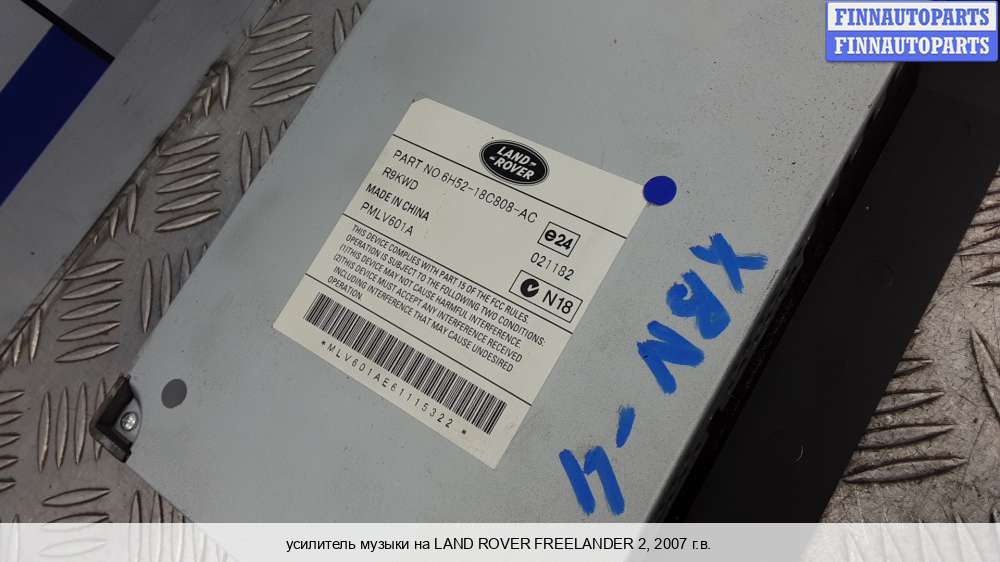 FINNAUTOPARTS
FINNAUTOPARTS
LAND-
-ROVER
PART NO 6H52-18C808-AC
R9KWD
MADE IN CHINA
PMLV601A
e24
021182
N18
THIS DEVICE COMPLIES WITH PART 15 OF THE FCC RULES.
OPERATION IS SUBJECT TO THE FOLLOWING TWO CONDITIONS:
(1)THIS DEVICE MAY NOT CAUSE HARMFUL INTERFERENCE.
(2)THIS DEVICE MUST ACCEPT ANY INTERFERENCE RECEIVED
INCLUDING INTERFERENCE THAT MAY CAUSE UNDESIRED
OPERATION.
*MLV601AE61115322*
усилитель музыки на LAND ROVER FREELANDER 2, 2007 г.в.